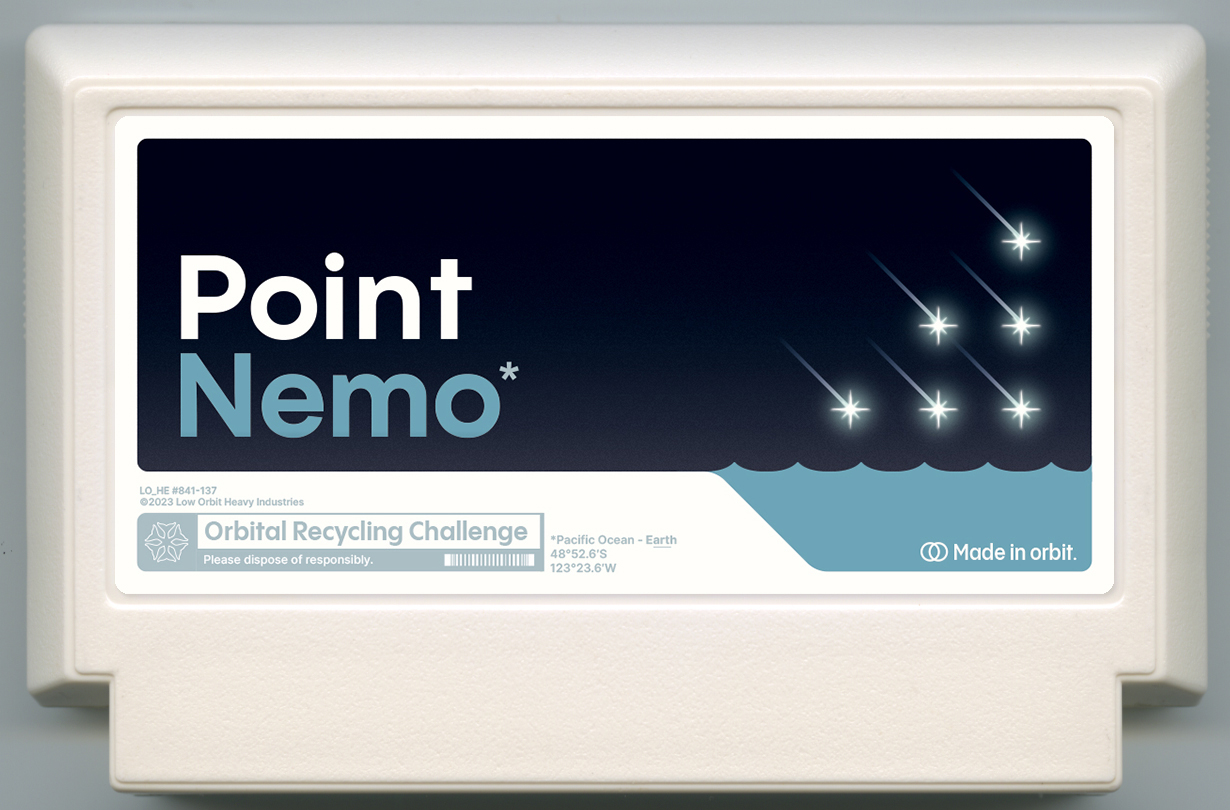 Point
Nemo*
LO_HE #841-137
©2023 Low Orbit Heavy Industries
Orbital Recycling Challenge
Please dispose of responsibly.
*Pacific Ocean - Earth
48°52.6'S
123°23.6'W
Made in orbit.